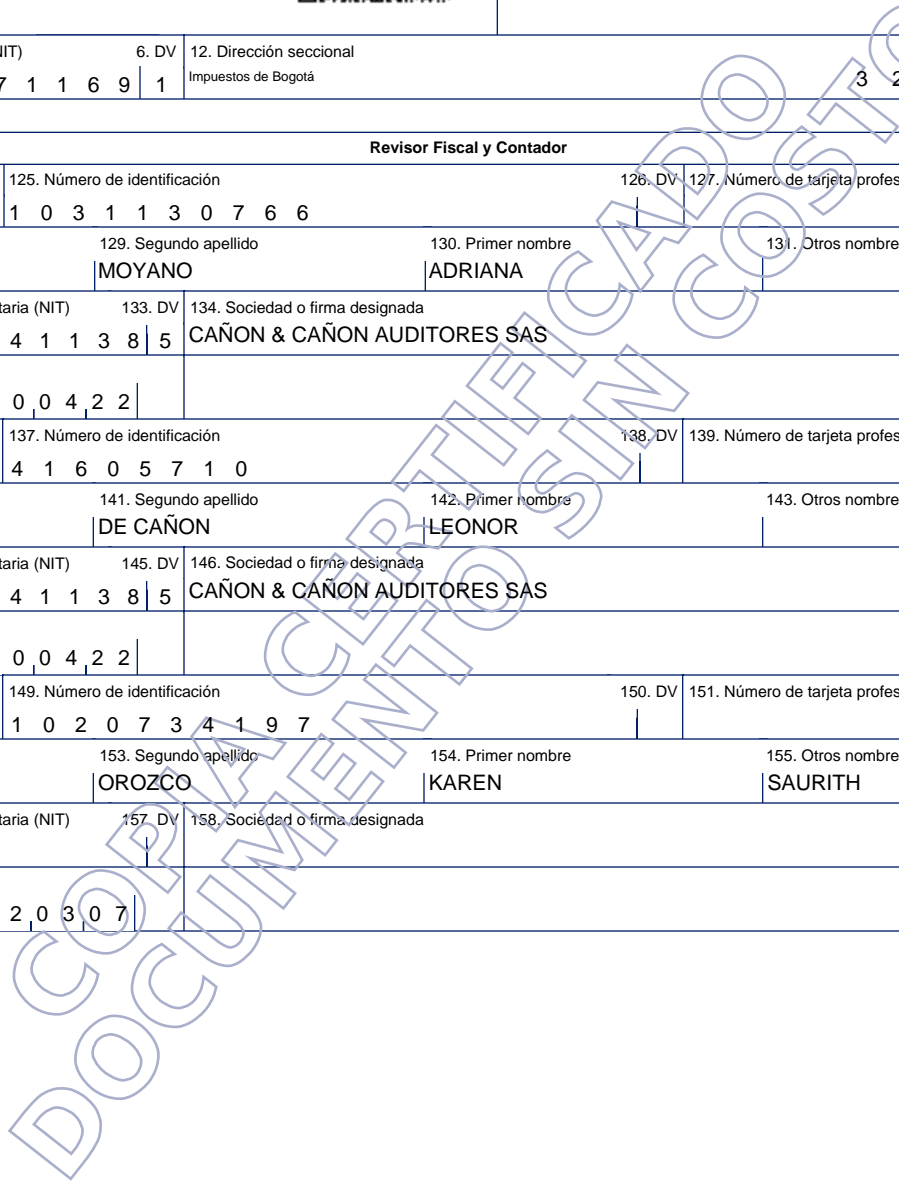 6. DV 12. Dirección seccional
7 1 1 6 9 1 Impuestos de Bogotá 3 2
Revisor Fiscal y Contador
125. Número de identificación 126. DV 127. Número de tarjeta profes
1 0 3 1 1 3 0 7 6 6
129. Segundo apellido 130. Primer nombre 131. Otros nombre
MOYANO ADRIANA
taria (NIT) 133. DV 134. Sociedad o firma designada
4 1 1 3 8 5 CAÑON & CAÑON AUDITORES SAS
0 0 4 2 2
137. Número de identificación 138. DV 139. Número de tarjeta profes
4 1 6 0 5 7 1 0
141. Segundo apellido 142. Primer nombre 143. Otros nombre
DE CAÑON LEONOR
taria (NIT) 145. DV 146. Sociedad o firma designada
4 1 1 3 8 5 CAÑON & CAÑON AUDITORES SAS
0 0 4 2 2
149. Número de identificación 150. DV 151. Número de tarjeta profes
1 0 2 0 7 3 4 1 9 7
153. Segundo apellido 154. Primer nombre 155. Otros nombre
OROZCO KAREN SAURITH
taria (NIT) 157. DV 158. Sociedad o firma designada
2 0 3 0 7
COPIA CERTIFICADO
DOCUMENTO SIN COSTO